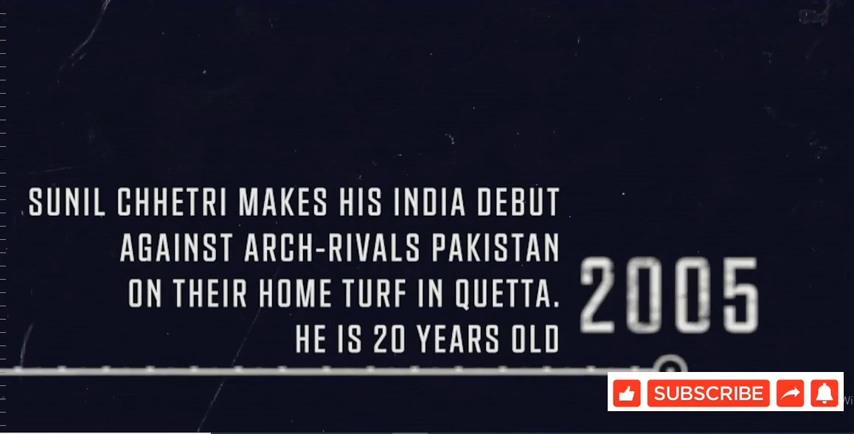 SUNIL CHHETRI MAKES HIS INDIA DEBUT
AGAINST ARCH-RIVALS PAKISTAN
ON THEIR HOME TURF IN QUETTA.
HE IS 20 YEARS OLD
2005
SUBSCRIBE